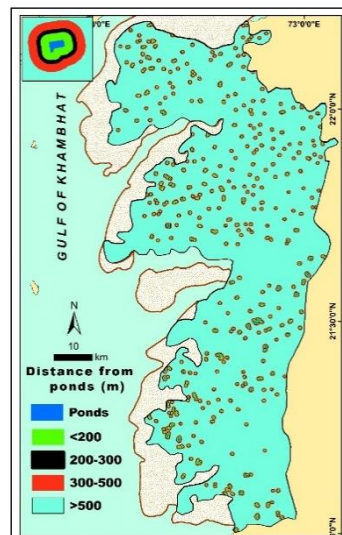 73°0'0"E
22°0'0"N
GULF OF KHAMBHAT
N
10
km
21°30'0"N
Distance from
ponds (m)
Ponds
<200
200-300
300-500
>500